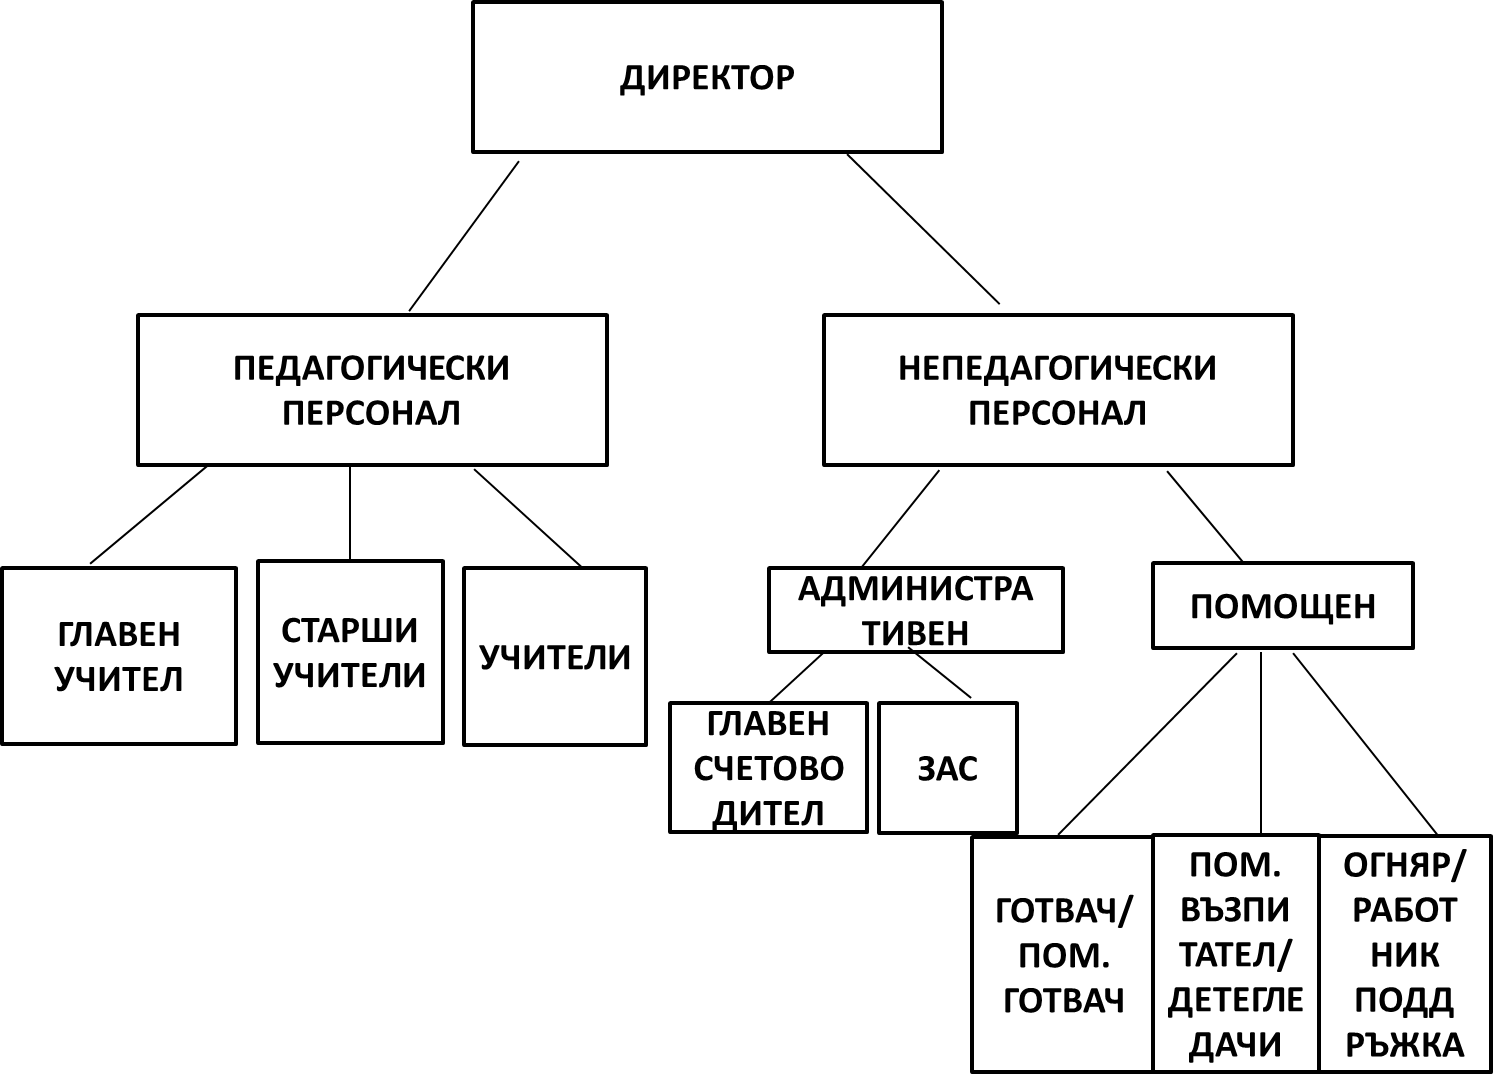 ДИРЕКТОР
ПЕДАГОГИЧЕСКИ
ПЕРСОНАЛ
НЕПЕДАГОГИЧЕСКИ
ПЕРСОНАЛ
ГЛАВЕН
УЧИТЕЛ
СТАРШИ
УЧИТЕЛИ
УЧИТЕЛИ
АДМИНИСТРА
ТИВЕН
ПОМОЩЕН
ГЛАВЕН
СЧЕТОВО
ДИТЕЛ
ЗАС
ГОТВАЧ/
ПОМ.
ГОТВАЧ
ПОМ.
ВЪЗПИ
ТАТЕЛ/
ДЕТЕГЛЕ
ДАЧИ
ОГНЯР/
РАБОТ
НИК
ПОДД
РЪЖКА